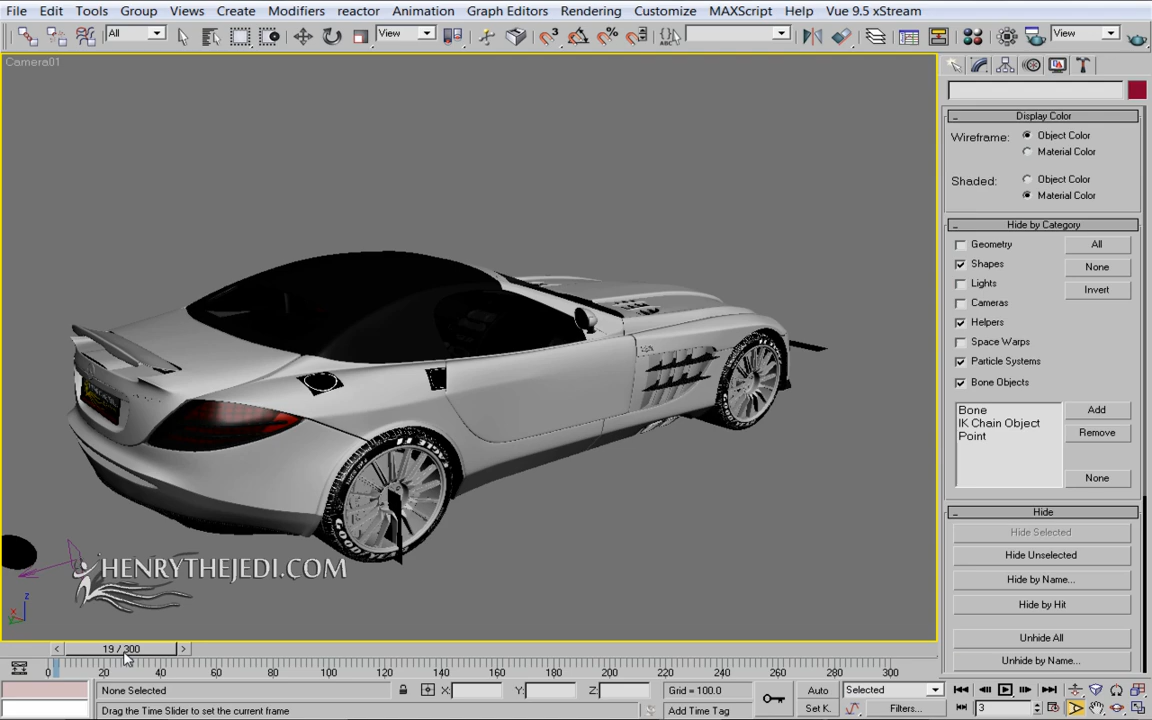 File Edit Tools Group Views Create Modifiers reactor Animation Graph Editors Rendering Customize MAXScript Help Vue 9.5 xStream
All View View
Camera01
Display Color
Wireframe: Object Color
Material Color
Shaded: Object Color
Material Color
Hide by Category
Geometry All
Shapes None
Lights Invert
Cameras
Helpers
Space Warps
Particle Systems
Bone Objects
Bone Add
IK Chain Object Remove
Point
None
Hide
Hide Selected
Hide Unselected
Hide by Name...
Hide by Hit
Unhide All
Unhide by Name...
GOODYEAR
HENRYTHEJEDI.COM
z
x
< 19 / 300 >
0 20 40 60 80 100 120 140 160 180 200 220 240 260 280 300
None Selected X: Y: Z: Grid = 100.0 Auto Selected
Drag the Time Slider to set the current frame Add Time Tag Set K. Filters... 3